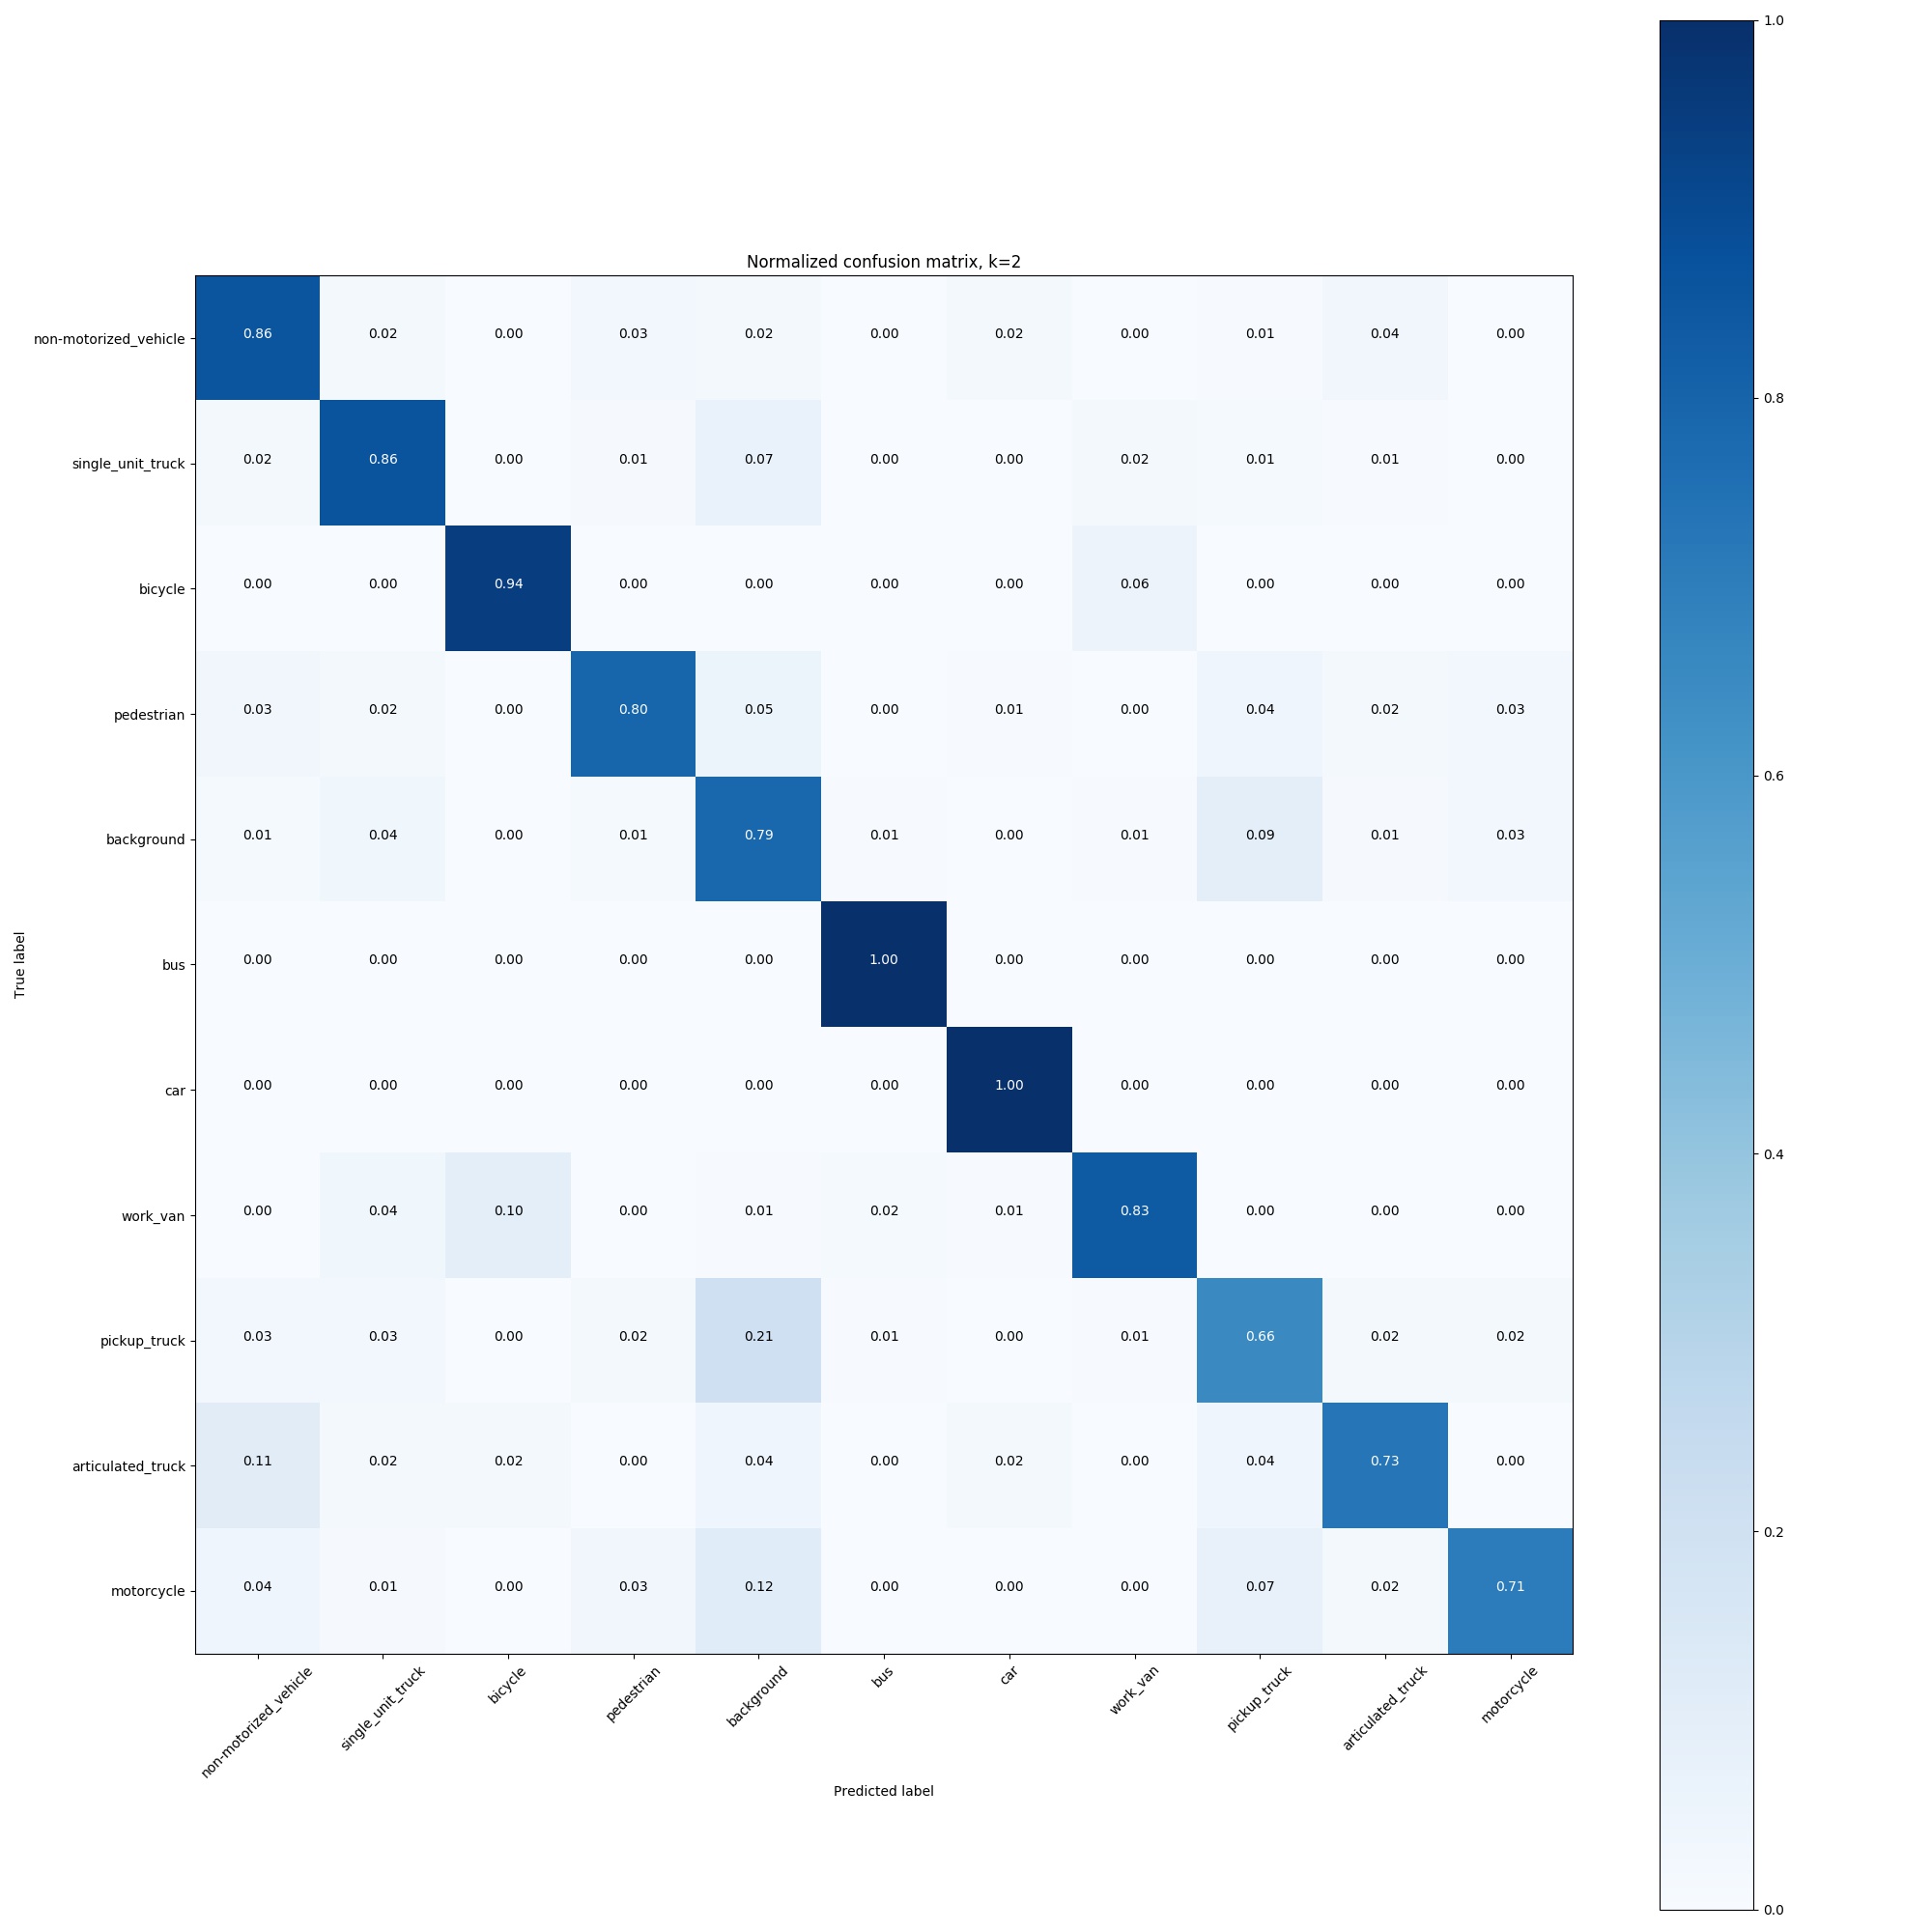 Normalized confusion matrix, k=2
non-motorized_vehicle 0.86 0.02 0.00 0.03 0.02 0.00 0.02 0.00 0.01 0.04 0.00
single_unit_truck 0.02 0.86 0.00 0.01 0.07 0.00 0.00 0.02 0.01 0.01 0.00
bicycle 0.00 0.00 0.94 0.00 0.00 0.00 0.00 0.06 0.00 0.00 0.00
pedestrian 0.03 0.02 0.00 0.80 0.05 0.00 0.01 0.00 0.04 0.02 0.03
background 0.01 0.04 0.00 0.01 0.79 0.01 0.00 0.01 0.09 0.01 0.03
True label
bus 0.00 0.00 0.00 0.00 0.00 1.00 0.00 0.00 0.00 0.00 0.00
car 0.00 0.00 0.00 0.00 0.00 0.00 1.00 0.00 0.00 0.00 0.00
work_van 0.00 0.04 0.10 0.00 0.01 0.02 0.01 0.83 0.00 0.00 0.00
pickup_truck 0.03 0.03 0.00 0.02 0.21 0.01 0.00 0.01 0.66 0.02 0.02
articulated_truck 0.11 0.02 0.02 0.00 0.04 0.00 0.02 0.00 0.04 0.73 0.00
motorcycle 0.04 0.01 0.00 0.03 0.12 0.00 0.00 0.00 0.07 0.02 0.71
non-motorized_vehicle single_unit_truck bicycle pedestrian background bus car work_van pickup_truck articulated_truck motorcycle
Predicted label
1.0
0.8
0.6
0.4
0.2
0.0